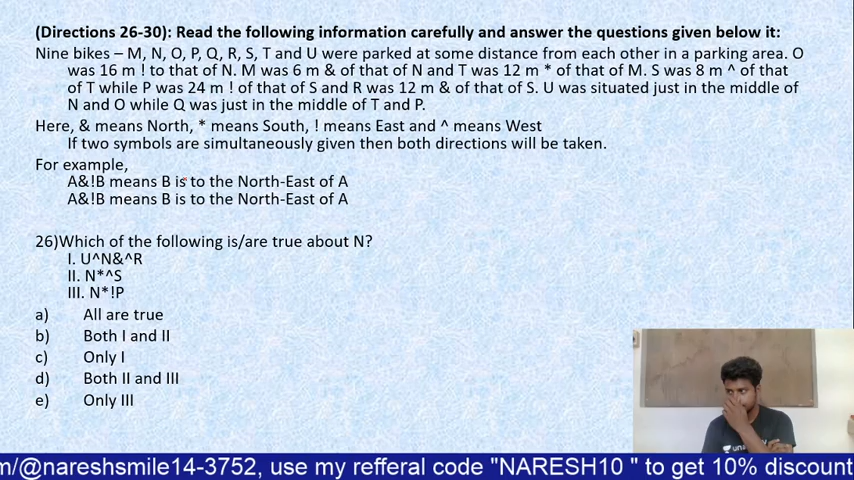 (Directions 26-30): Read the following information carefully and answer the questions given below it:
Nine bikes – M, N, O, P, Q, R, S, T and U were parked at some distance from each other in a parking area. O
was 16 m ! to that of N. M was 6 m & of that of N and T was 12 m * of that of M. S was 8 m ^ of that
of T while P was 24 m ! of that of S and R was 12 m & of that of S. U was situated just in the middle of
N and O while Q was just in the middle of T and P.
Here, & means North, * means South, ! means East and ^ means West
If two symbols are simultaneously given then both directions will be taken.
For example,
A&!B means B is to the North-East of A
A&!B means B is to the North-East of A
26)Which of the following is/are true about N?
I. U^N&^R
II. N*^S
III. N*!P
a) All are true
b) Both I and II
c) Only I
d) Both II and III
e) Only III
m/@nareshsmile14-3752, use my refferal code "NARESH10 " to get 10% discount